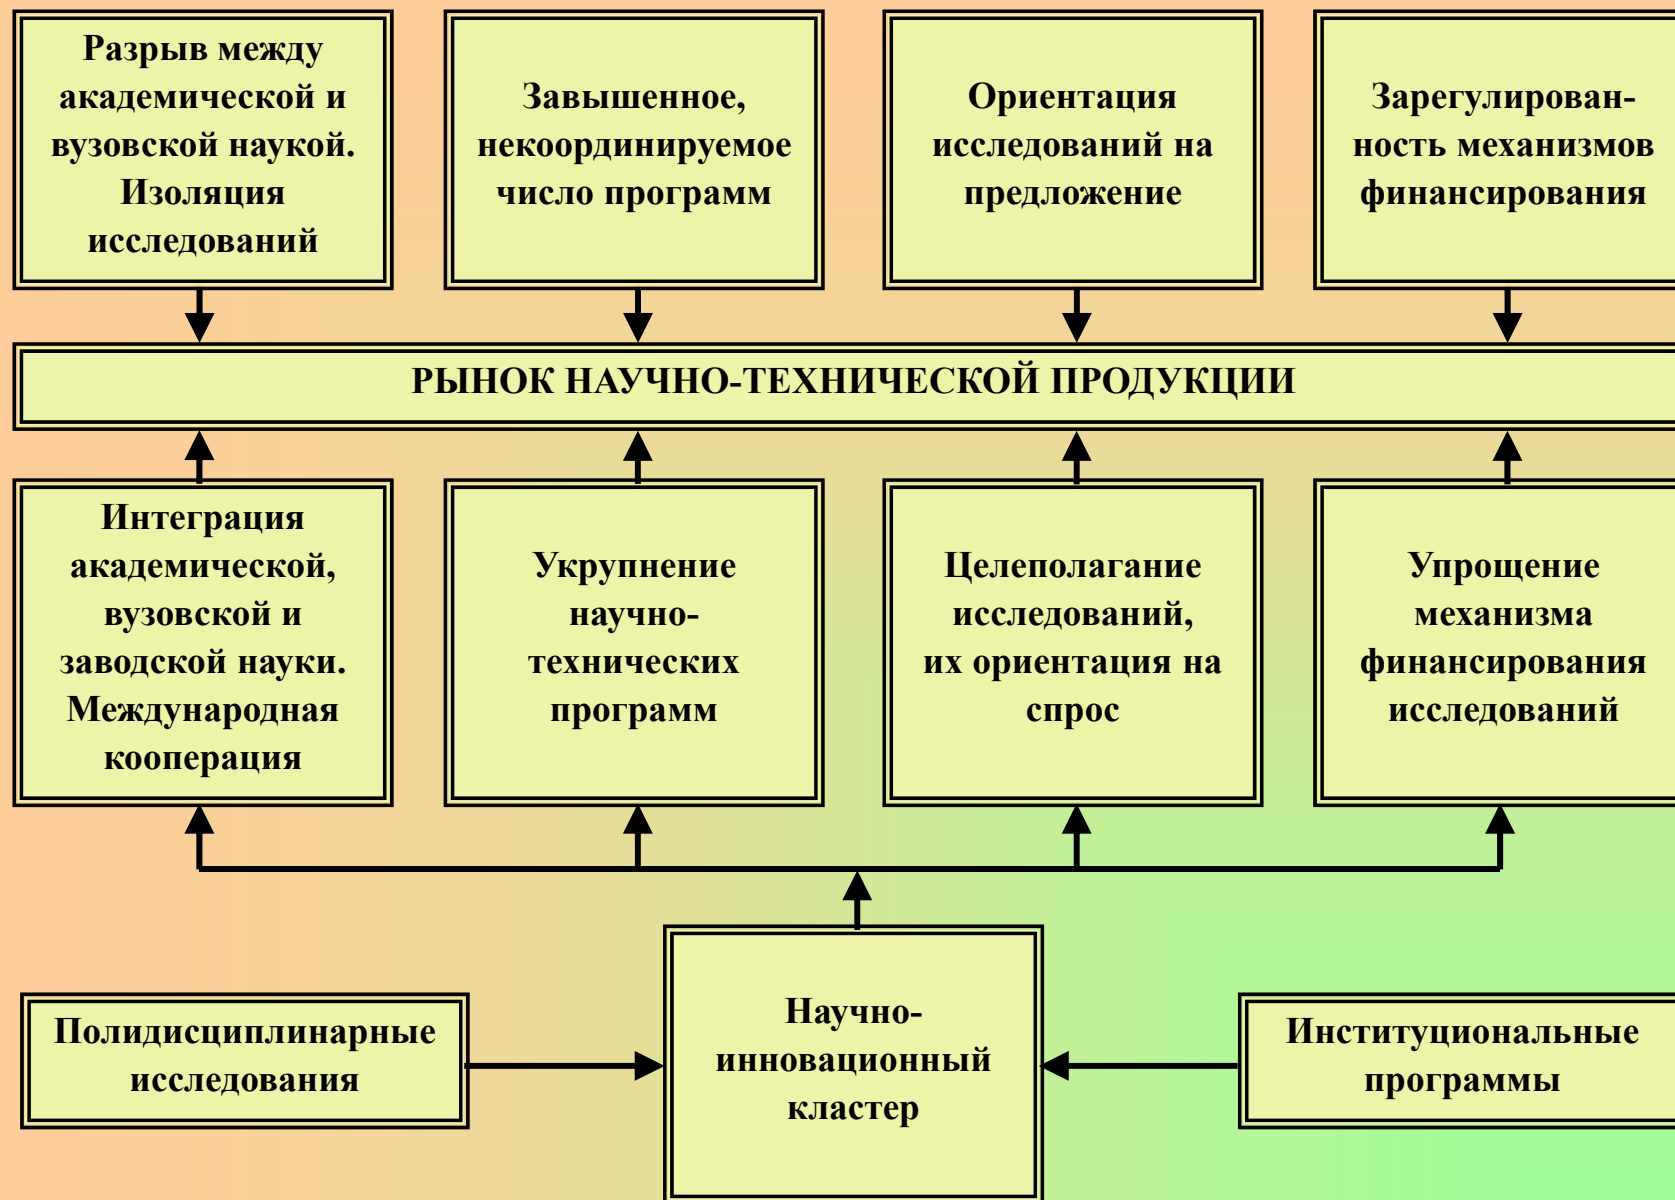 Разрыв между
академической и
вузовской наукой.
Изоляция
исследований
Завышенное,
некоординируемое
число программ
Ориентация
исследований на
предложение
Зарегулирован-
ность механизмов
финансирования
РЫНОК НАУЧНО-ТЕХНИЧЕСКОЙ ПРОДУКЦИИ
Интеграция
академической,
вузовской и
заводской науки.
Международная
кооперация
Укрупнение
научно-
технических
программ
Целеполагание
исследований,
их ориентация на
спрос
Упрощение
механизма
финансирования
исследований
Полидисциплинарные
исследования
Научно-
инновационный
кластер
Институциональные
программы